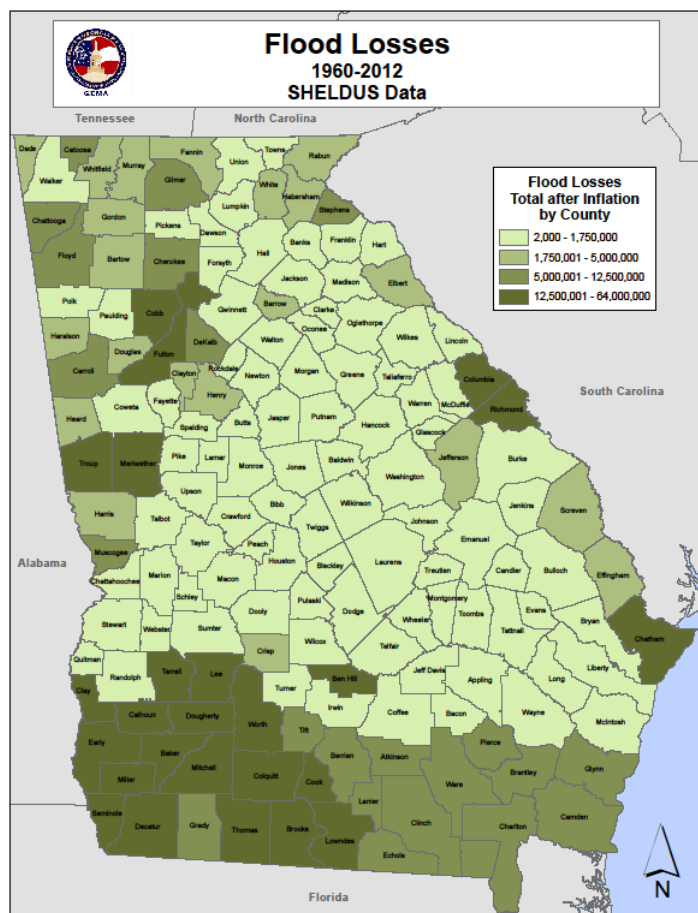 Flood Losses
1960-2012
SHELDUS Data
GEMA
Tennessee
North Carolina
Flood Losses
Total after Inflation
by County
2,000 - 1,750,000
1,750,001 - 5,000,000
5,000,001 - 12,500,000
12,500,001 - 64,000,000
Dade
Catoosa
Whitfield
Murray
Fannin
Union
Towns
Rabun
Walker
Gilmer
White
Habersham
Stephens
Lumpkin
Chattooga
Gordon
Pickens
Dawson
Banks
Franklin
Hart
Hall
Floyd
Bartow
Cherokee
Forsyth
Jackson
Madison
Elbert
Polk
Paulding
Cobb
Gwinnett
Barrow
Clarke
Oconee
Oglethorpe
Wilkes
Lincoln
Haralson
Douglas
Fulton
DeKalb
Walton
Rockdale
Newton
Morgan
Greene
Taliaferro
Columbia
Carroll
Clayton
Henry
Fayette
Coweta
Warren
McDuffie
Richmond
South Carolina
Heard
Spalding
Butts
Jasper
Putnam
Hancock
Glascock
Troup
Meriwether
Pike
Lamar
Monroe
Jones
Baldwin
Jefferson
Burke
Washington
Upson
Wilkinson
Harris
Talbot
Crawford
Bibb
Twiggs
Johnson
Jenkins
Screven
Emanuel
Muscogee
Taylor
Peach
Houston
Bleckley
Laurens
Treutlen
Candler
Bulloch
Effingham
Alabama
Chattahoochee
Marion
Macon
Schley
Dooly
Pulaski
Dodge
Montgomery
Wheeler
Toombs
Tattnall
Evans
Bryan
Chatham
Stewart
Webster
Sumter
Crisp
Wilcox
Telfair
Quitman
Randolph
Terrell
Lee
Turner
Ben Hill
Jeff Davis
Appling
Long
Liberty
Clay
Calhoun
Dougherty
Worth
Irwin
Coffee
Bacon
Wayne
McIntosh
Early
Baker
Mitchell
Tift
Berrien
Atkinson
Pierce
Brantley
Glynn
Miller
Colquitt
Cook
Lanier
Ware
Seminole
Decatur
Grady
Thomas
Brooks
Lowndes
Clinch
Echols
Charlton
Camden
Florida
N